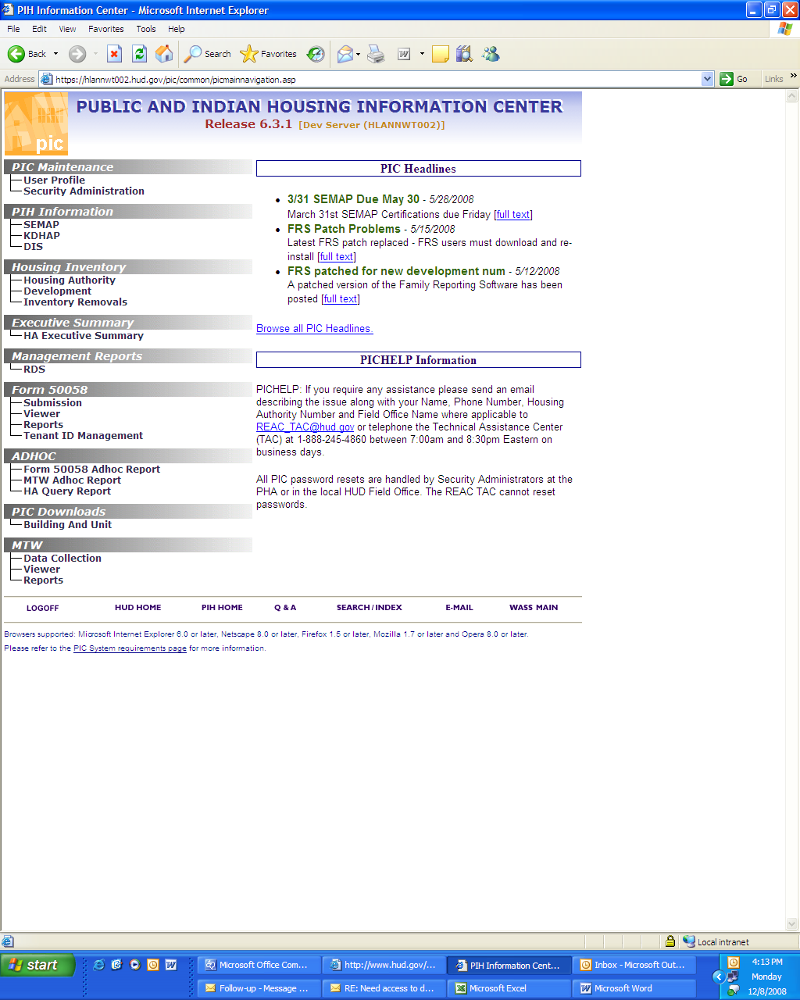 PIH Information Center - Microsoft Internet Explorer
File Edit View Favorites Tools Help
Back Search Favorites
Address https://hlannwt002.hud.gov/pic/common/picmainnavigation.asp Go Links »
pic
PUBLIC AND INDIAN HOUSING INFORMATION CENTER
Release 6.3.1 [Dev Server (HLANNWT002)]
PIC Maintenance
User Profile
Security Administration
PIH Information
SEMAP
KDHAP
DIS
Housing Inventory
Housing Authority
Development
Inventory Removals
Executive Summary
HA Executive Summary
Management Reports
RDS
Form 50058
Submission
Viewer
Reports
Tenant ID Management
ADHOC
Form 50058 Adhoc Report
MTW Adhoc Report
HA Query Report
PIC Downloads
Building And Unit
MTW
Data Collection
Viewer
Reports
PIC Headlines
• 3/31 SEMAP Due May 30 - 5/28/2008
March 31st SEMAP Certifications due Friday [full text]
• FRS Patch Problems - 5/15/2008
Latest FRS patch replaced - FRS users must download and re-
install [full text]
• FRS patched for new development num - 5/12/2008
A patched version of the Family Reporting Software has been
posted [full text]
Browse all PIC Headlines.
PICHELP Information
PICHELP: If you require any assistance please send an email
describing the issue along with your Name, Phone Number, Housing
Authority Number and Field Office Name where applicable to
REAC_TAC@hud.gov or telephone the Technical Assistance Center
(TAC) at 1-888-245-4860 between 7:00am and 8:30pm Eastern on
business days.
All PIC password resets are handled by Security Administrators at the
PHA or in the local HUD Field Office. The REAC TAC cannot reset
passwords.
LOGOFF HUD HOME PIH HOME Q & A SEARCH / INDEX E-MAIL WASS MAIN
Browsers supported: Microsoft Internet Explorer 6.0 or later, Netscape 8.0 or later, Firefox 1.5 or later, Mozilla 1.7 or later and Opera 8.0 or later.
Please refer to the PIC System requirements page for more information.
Local intranet
start Microsoft Office Com... http://www.hud.gov/... PIH Information Cent... Inbox - Microsoft Out... 4:13 PM
Monday
Follow-up - Message ... RE: Need access to d... Microsoft Excel Microsoft Word 12/8/2008